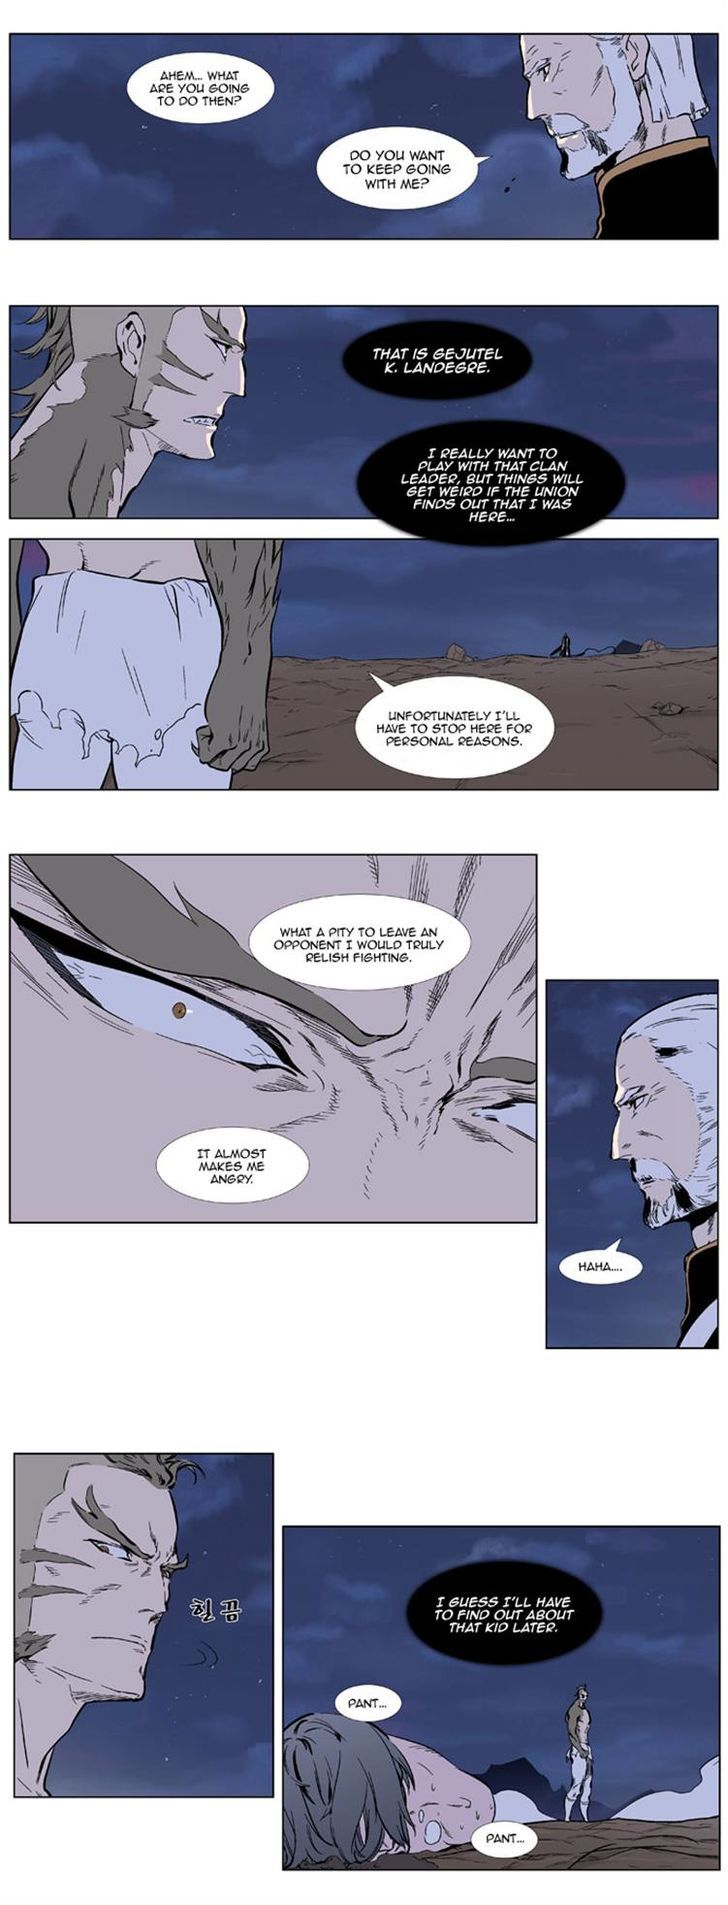 AHEM... WHAT
ARE YOU GOING
TO DO THEN?
DO YOU WANT
TO KEEP GOING
WITH ME?
THAT IS GEJUTEL
K. LANDEGRE.
I REALLY WANT TO
PLAY WITH THAT CLAN
LEADER, BUT THINGS WILL
GET WEIRD IF THE UNION
FINDS OUT THAT I WAS
HERE...
UNFORTUNATELY I'LL
HAVE TO STOP HERE FOR
PERSONAL REASONS.
WHAT A PITY TO LEAVE AN
OPPONENT I WOULD TRULY
RELISH FIGHTING.
IT ALMOST
MAKES ME
ANGRY.
HAHA....
힐끔
I GUESS I'LL HAVE
TO FIND OUT ABOUT
THAT KID LATER.
PANT...
PANT...